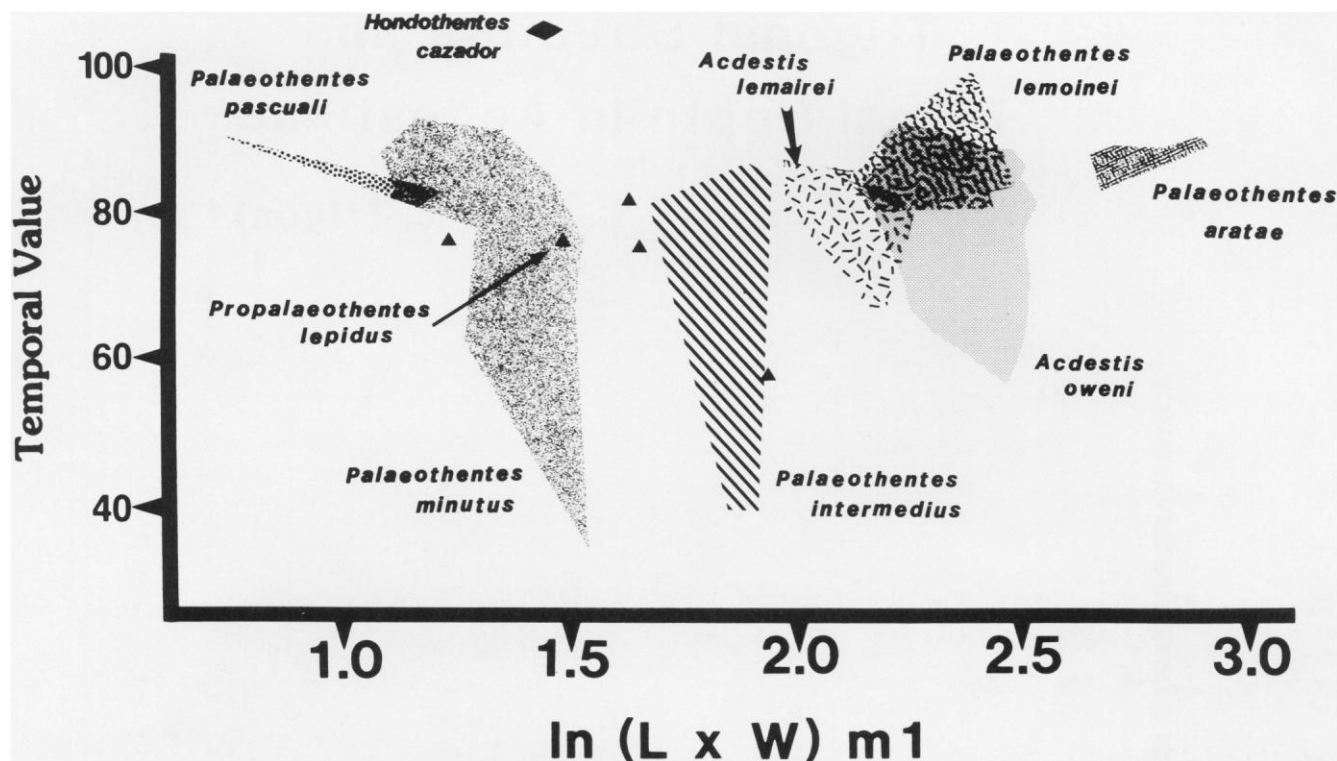 Hondothentes
cazador
Palaeothentes
pascuali
Acdestis
lemairei
Palaeothentes
lemoinei
Palaeothentes
aratae
Propalaeothentes
lepidus
Acdestis
oweni
Palaeothentes
minutus
Palaeothentes
intermedius
Temporal Value
100
80
60
40
1.0 1.5 2.0 2.5 3.0
ln (L x W) m1